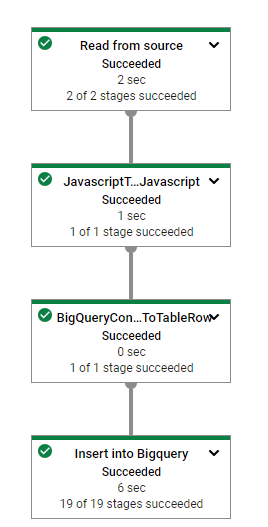 Read from source
Succeeded
2 sec
2 of 2 stages succeeded
JavascriptT...Javascript
Succeeded
1 sec
1 of 1 stage succeeded
BigQueryCon...ToTableRow
Succeeded
0 sec
1 of 1 stage succeeded
Insert into Bigquery
Succeeded
6 sec
19 of 19 stages succeeded